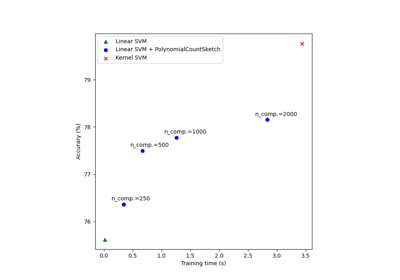 Linear SVM
Linear SVM + PolynomialCountSketch
Kernel SVM
79
78
77
76
n_comp.=2000
n_comp.=1000
n_comp.=500
n_comp.=250
Accurary (%)
0.0 0.5 1.0 1.5 2.0 2.5 3.0 3.5
Training time (s)